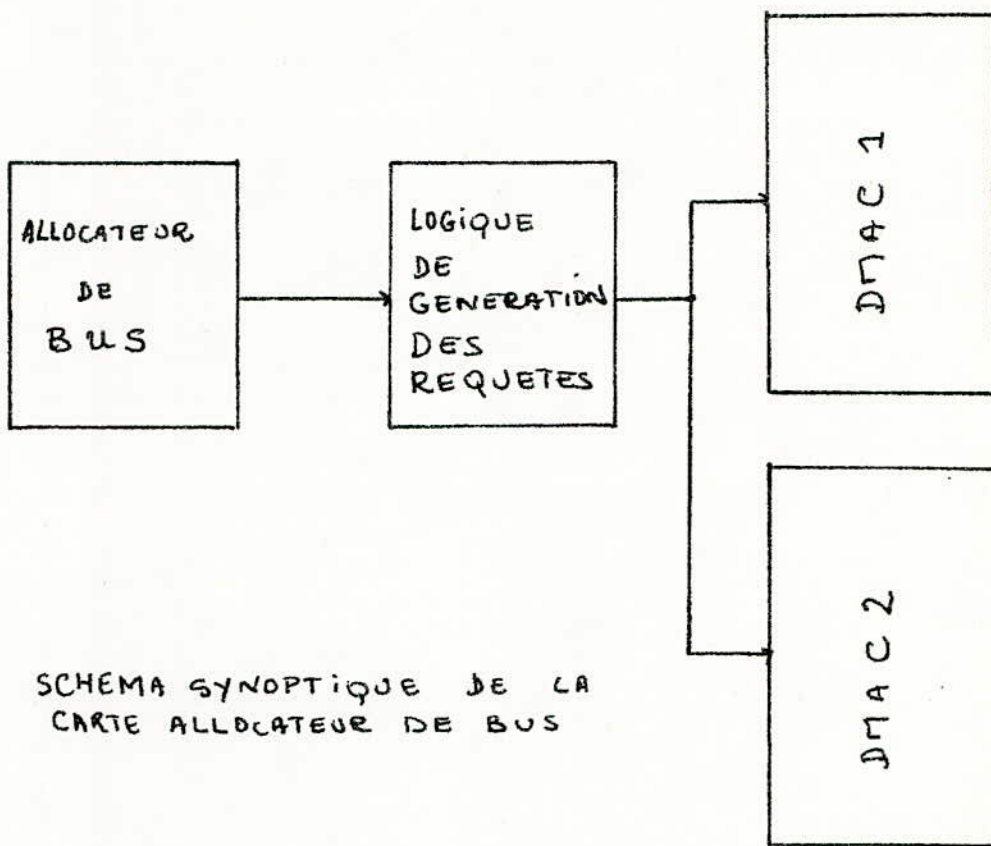 ALLOCATEUR
DE
BUS
LOGiQUE
DE
GENERATION
DES
REQUETES
DMAC 1
DMAC 2
SCHEMA SYNOPTiQUE DE LA
CARTE ALLOCATEUR DE BUS